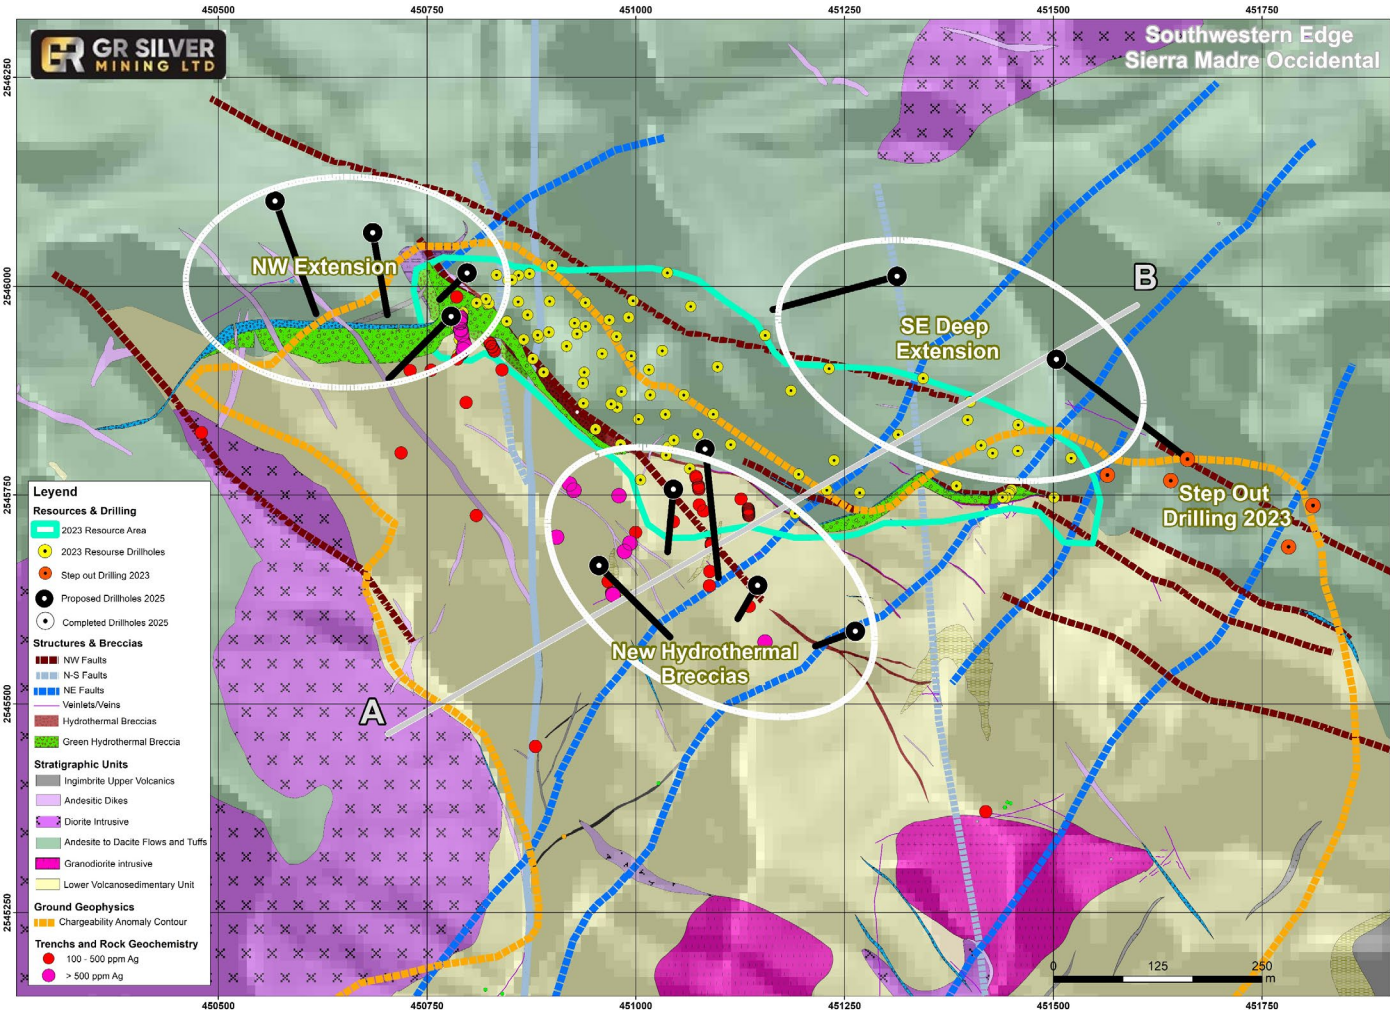 450500 450750 451000 451250 451500 451750
GR SILVER
MINING LTD
Southwestern Edge
Sierra Madre Occidental
2546250
2546000
2545750
2545500
2545250
NW Extension
B
SE Deep
Extension
Step Out
Drilling 2023
New Hydrothermal
Breccias
A
Leyend
Resources & Drilling
2023 Resource Area
2023 Resourse Drillholes
Step out Drilling 2023
Proposed Drillholes 2025
Completed Drillholes 2025
Structures & Breccias
NW Faults
N-S Faults
NE Faults
Veinlets/Veins
Hydrothermal Breccias
Green Hydrothermal Breccia
Stratigraphic Units
Ingimbrite Upper Volcanics
Andesitic Dikes
Diorite Intrusive
Andesite to Dacite Flows and Tuffs
Granodiorite intrusive
Lower Volcanosedimentary Unit
Ground Geophysics
Chargeability Anomaly Contour
Trenchs and Rock Geochemistry
100 - 500 ppm Ag
> 500 ppm Ag
0 125 250
m
450500 450750 451000 451250 451500 451750